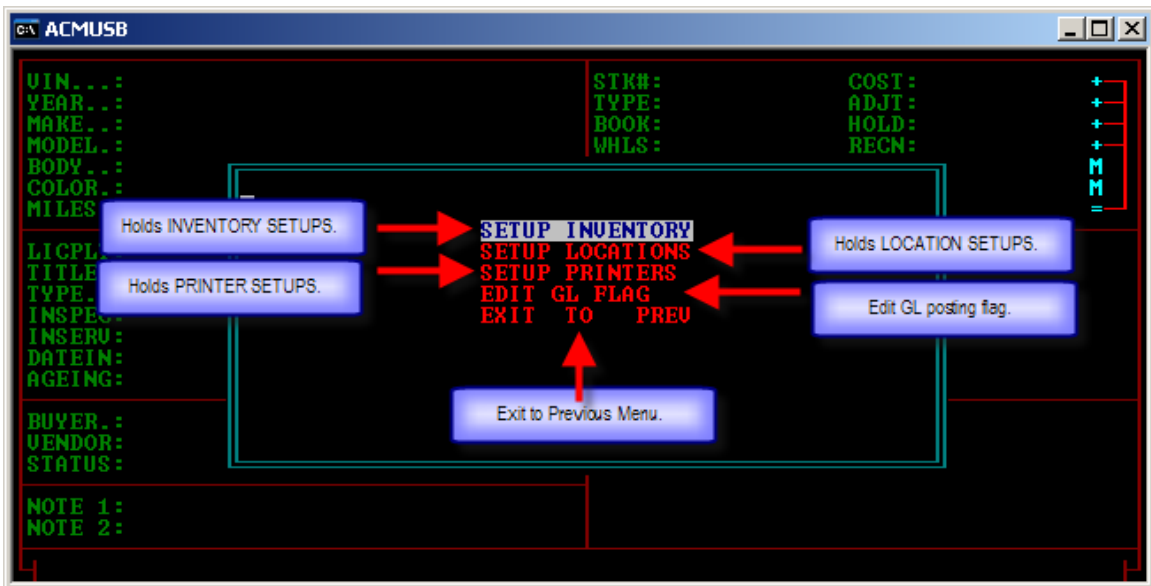 ACMUSB
VIN...: STK#: COST: +
YEAR..: TYPE: ADJT: +
MAKE..: BOOK: HOLD: +
MODEL.: WHLS: RECN: +
BODY..: M
COLOR.: M
MILES =
Holds INVENTORY SETUPS.
SETUP INVENTORY
Holds LOCATION SETUPS.
LICPL
SETUP LOCATIONS
TITLE
Holds PRINTER SETUPS.
SETUP PRINTERS
TYPE.
EDIT GL FLAG
Edit GL posting flag.
INSPEC:
EXIT TO PREV
INSERV:
DATEIN:
AGEING:
Exit to Previous Menu.
BUYER.:
VENDOR:
STATUS:
NOTE 1:
NOTE 2: